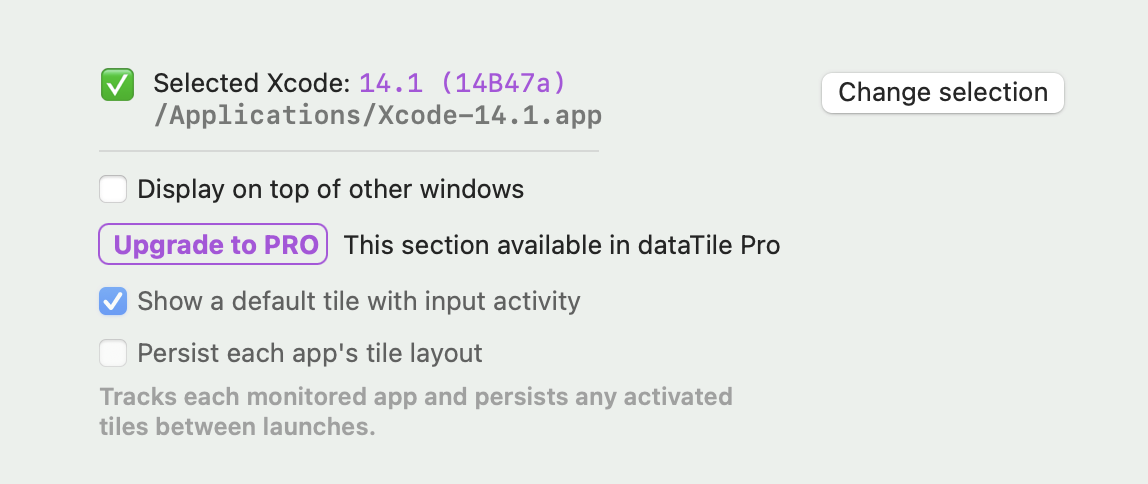 Selected Xcode: 14.1 (14B47a)
/Applications/Xcode-14.1.app
Change selection
Display on top of other windows
Upgrade to PRO This section available in dataTile Pro
Show a default tile with input activity
Persist each app's tile layout
Tracks each monitored app and persists any activated
tiles between launches.